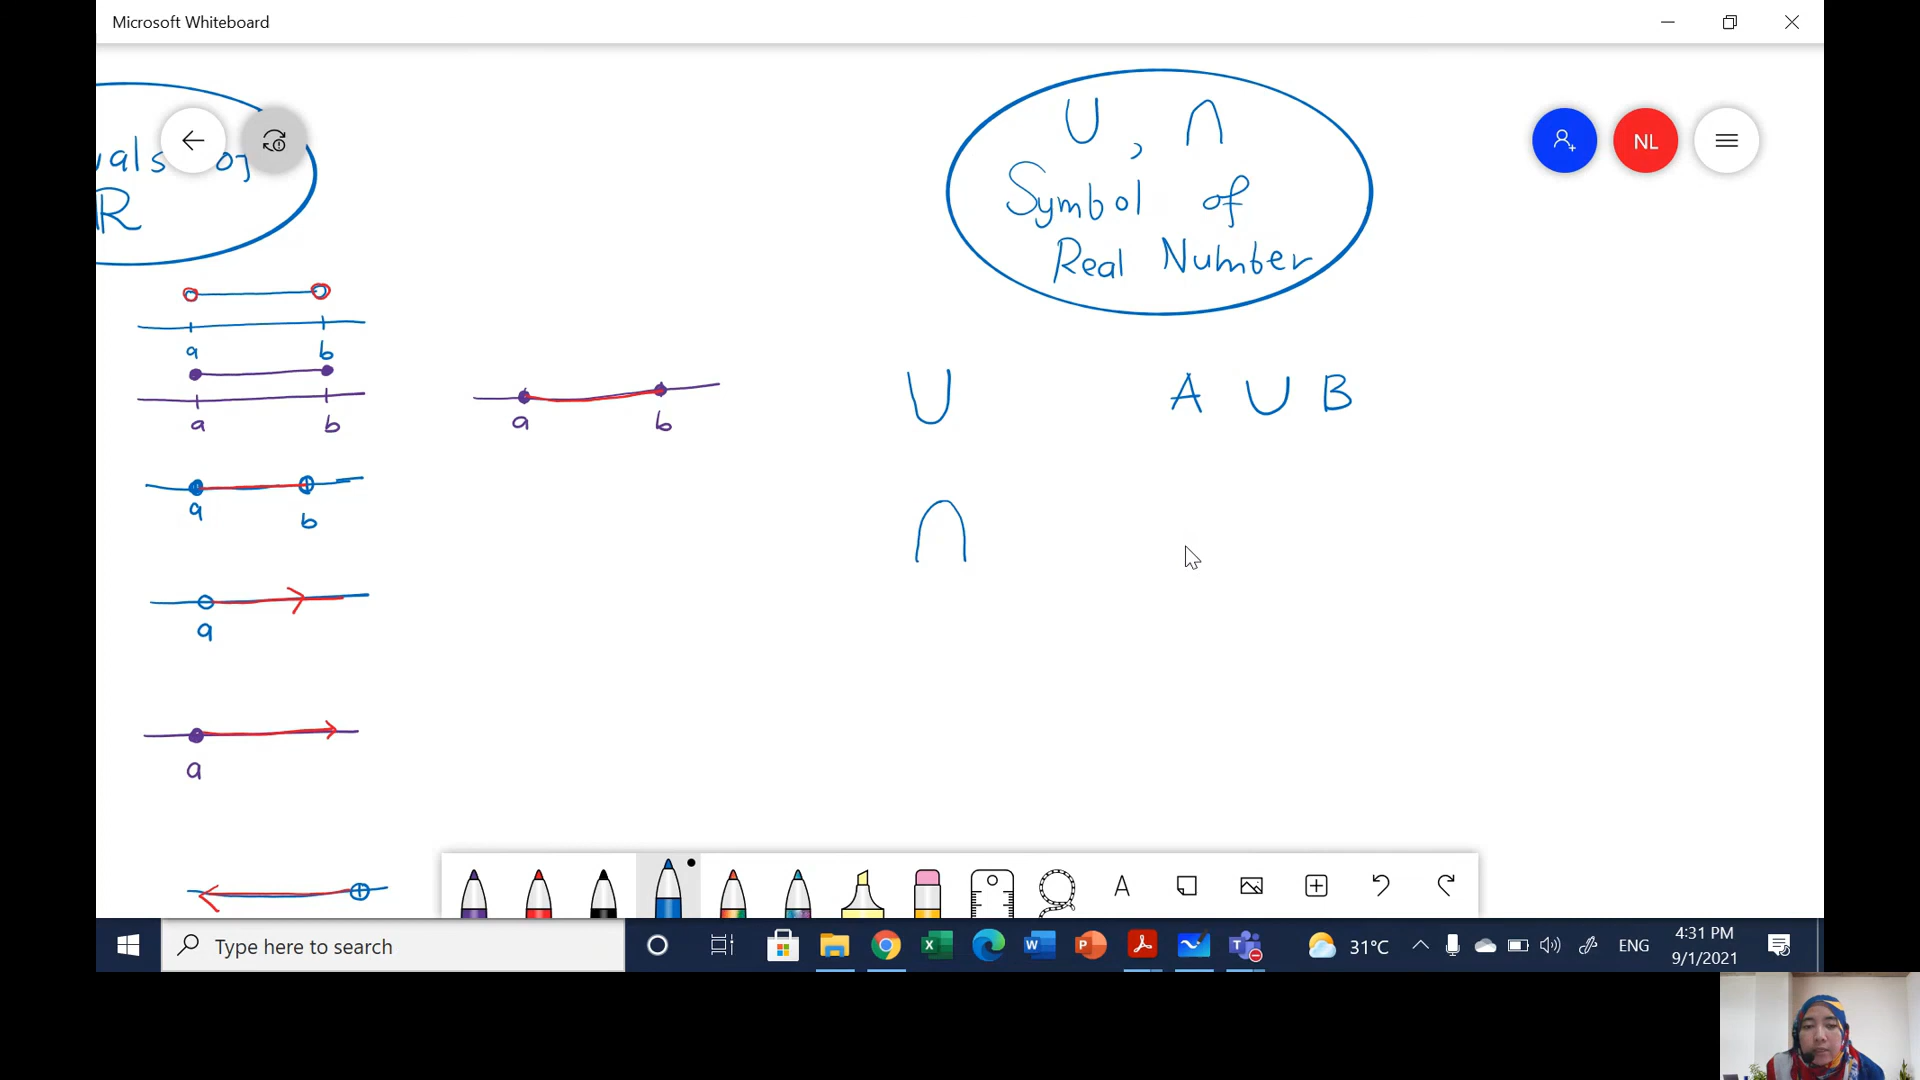 Microsoft Whiteboard
uals of
R
U , ∩
Symbol of
Real Number
NL
a b
a b
a b
a b
a
a
U
A U B
∩
A
Type here to search
31°C
ENG
4:31 PM
9/1/2021